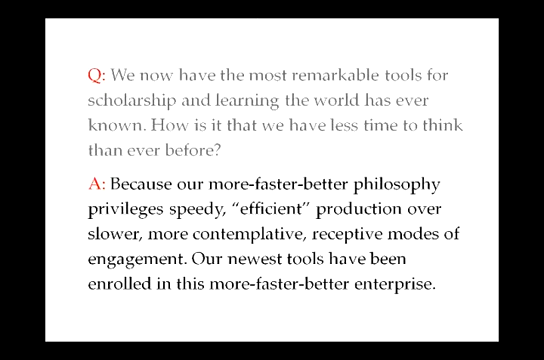 Q: We now have the most remarkable tools for
scholarship and learning the world has ever
known. How is it that we have less time to think
than ever before?
A: Because our more-faster-better philosophy
privileges speedy, “efficient” production over
slower, more contemplative, receptive modes of
engagement. Our newest tools have been
enrolled in this more-faster-better enterprise.